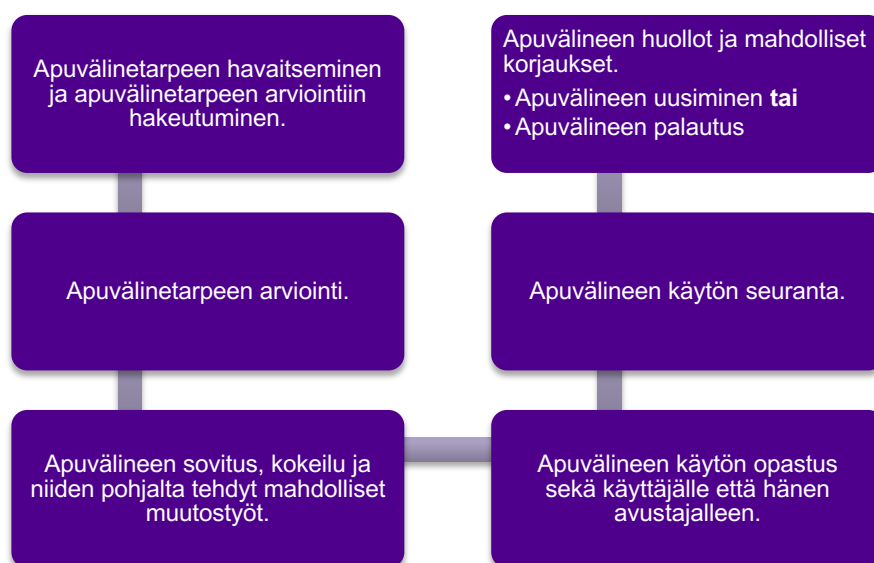 Apuvälinetarpeen havaitseminen
ja apuvälinetarpeen arviointiin
hakeutuminen.
Apuvälinetarpeen arviointi.
Apuvälineen sovitus, kokeilu ja
niiden pohjalta tehdyt mahdolliset
muutostyöt.
Apuvälineen käytön opastus
sekä käyttäjälle että hänen
avustajalleen.
Apuvälineen käytön seuranta.
Apuvälineen huollot ja mahdolliset
korjaukset.
• Apuvälineen uusiminen tai
• Apuvälineen palautus